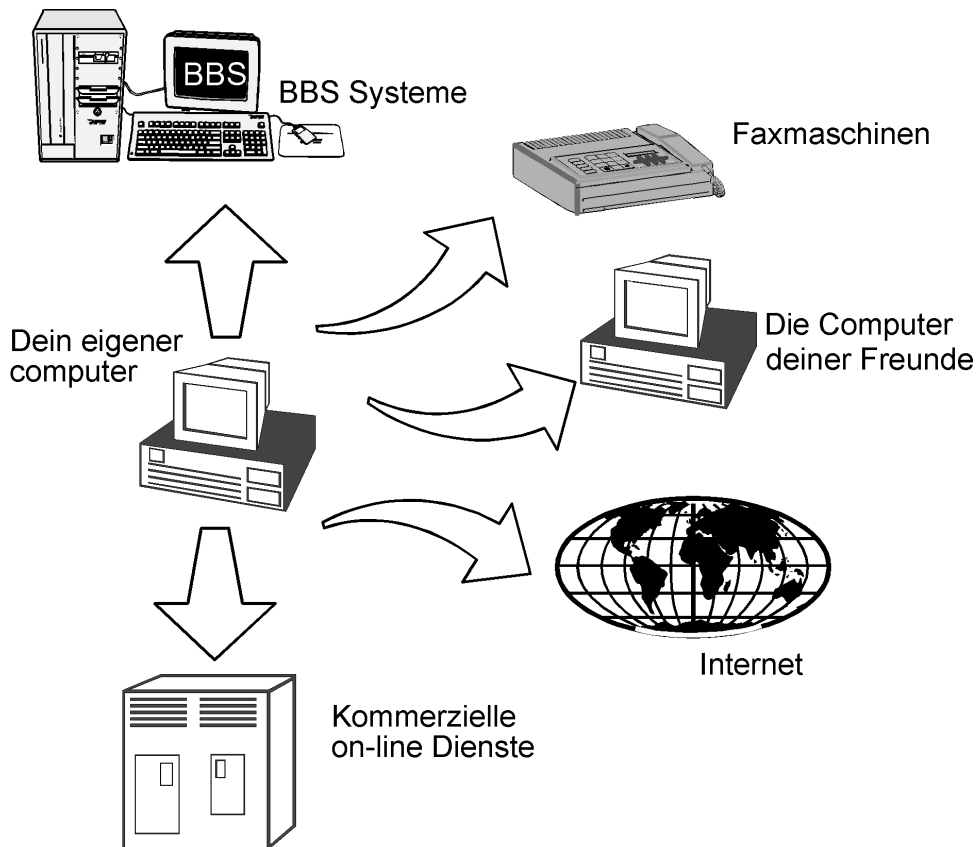 BBS
BBS Systeme
Faxmaschinen
Dein eigener
computer
Die Computer
deiner Freunde
Internet
Kommerzielle
on-line Dienste